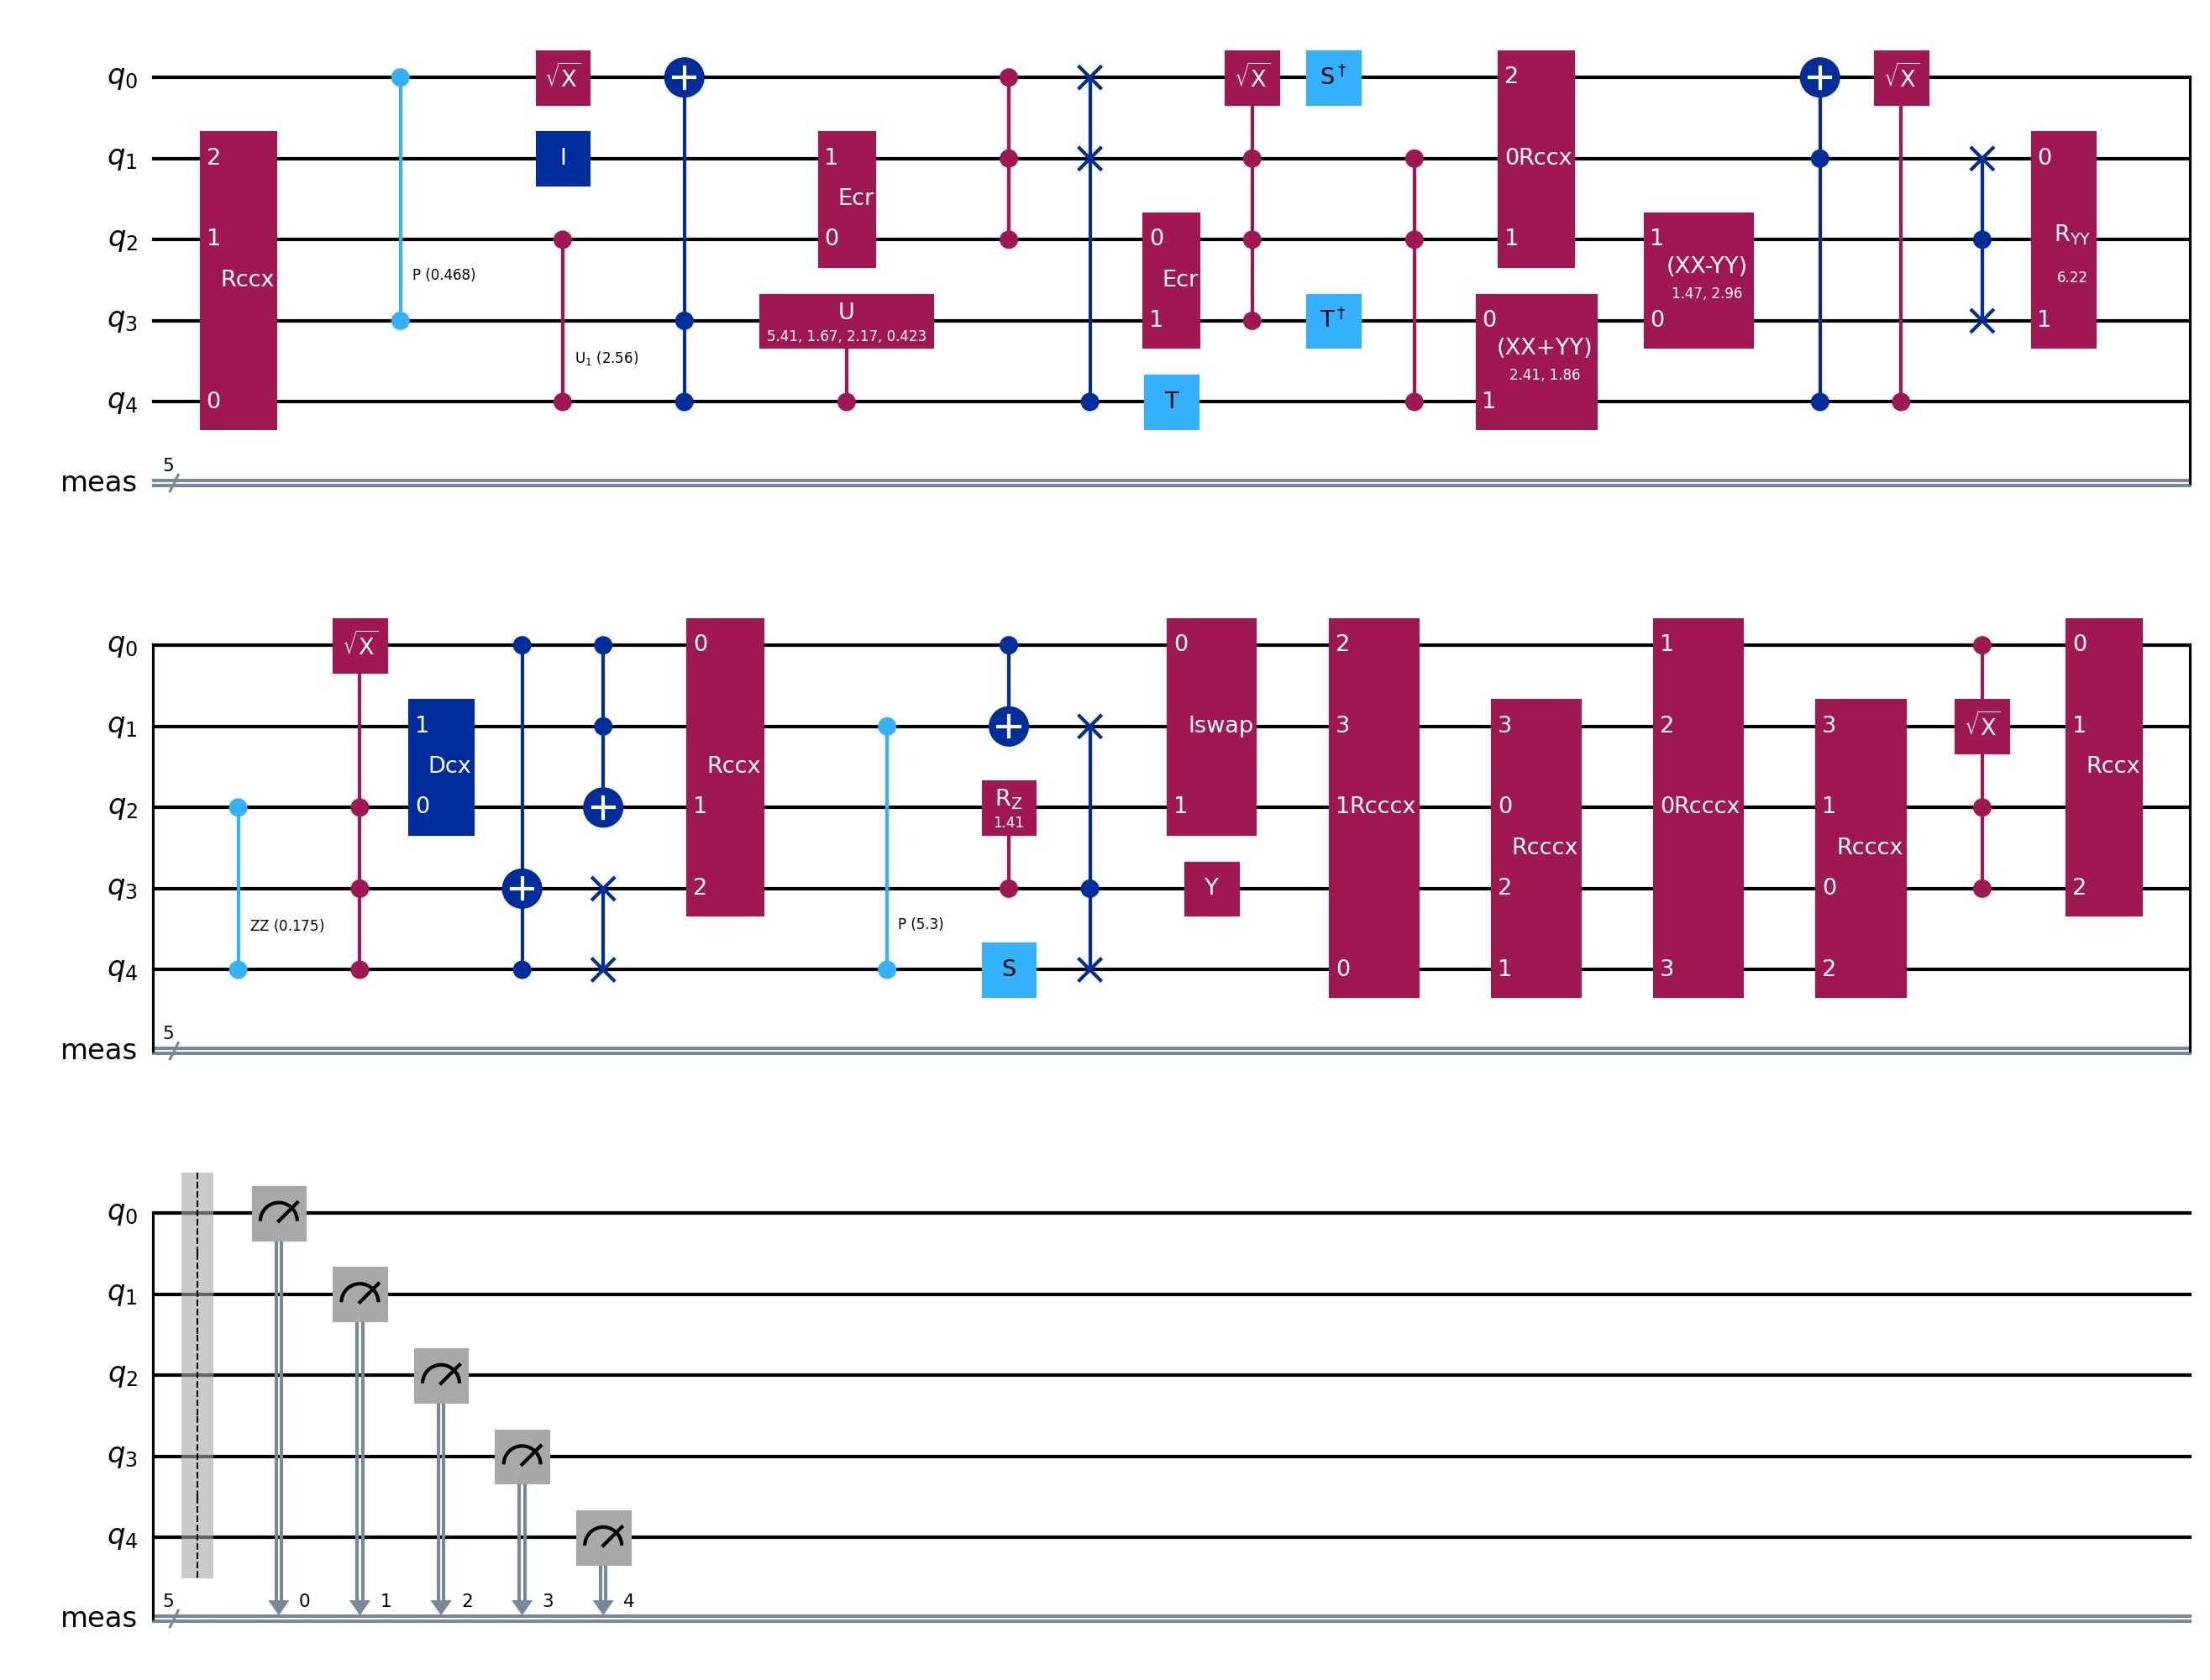 q0 √X 2 √X S† 2 √X
q1 2 I 1 Ecr 0Rccx 0
q2 1 Rccx 0 0 Ecr 1 1 (XX-YY) 1.47, 2.96 RYY 6.22
q3 P (0.468) U 5.41, 1.67, 2.17, 0.423 1 T† 0 (XX+YY) 2.41, 1.86 0 1
q4 0 U1 (2.56) T 1
meas 5
q0 √X 0 0 2 1 0
q1 1 Dcx Rccx Iswap 3 3 2 3 √X 1 Rccx
q2 0 1 RZ 1.41 1 1Rcccx 0 Rcccx 0Rcccx 1 Rcccx
q3 ZZ (0.175) 2 P (5.3) Y 2 0 2
q4 S 0 1 3 2
meas 5
q0
q1
q2
q3
q4
meas 5 0 1 2 3 4